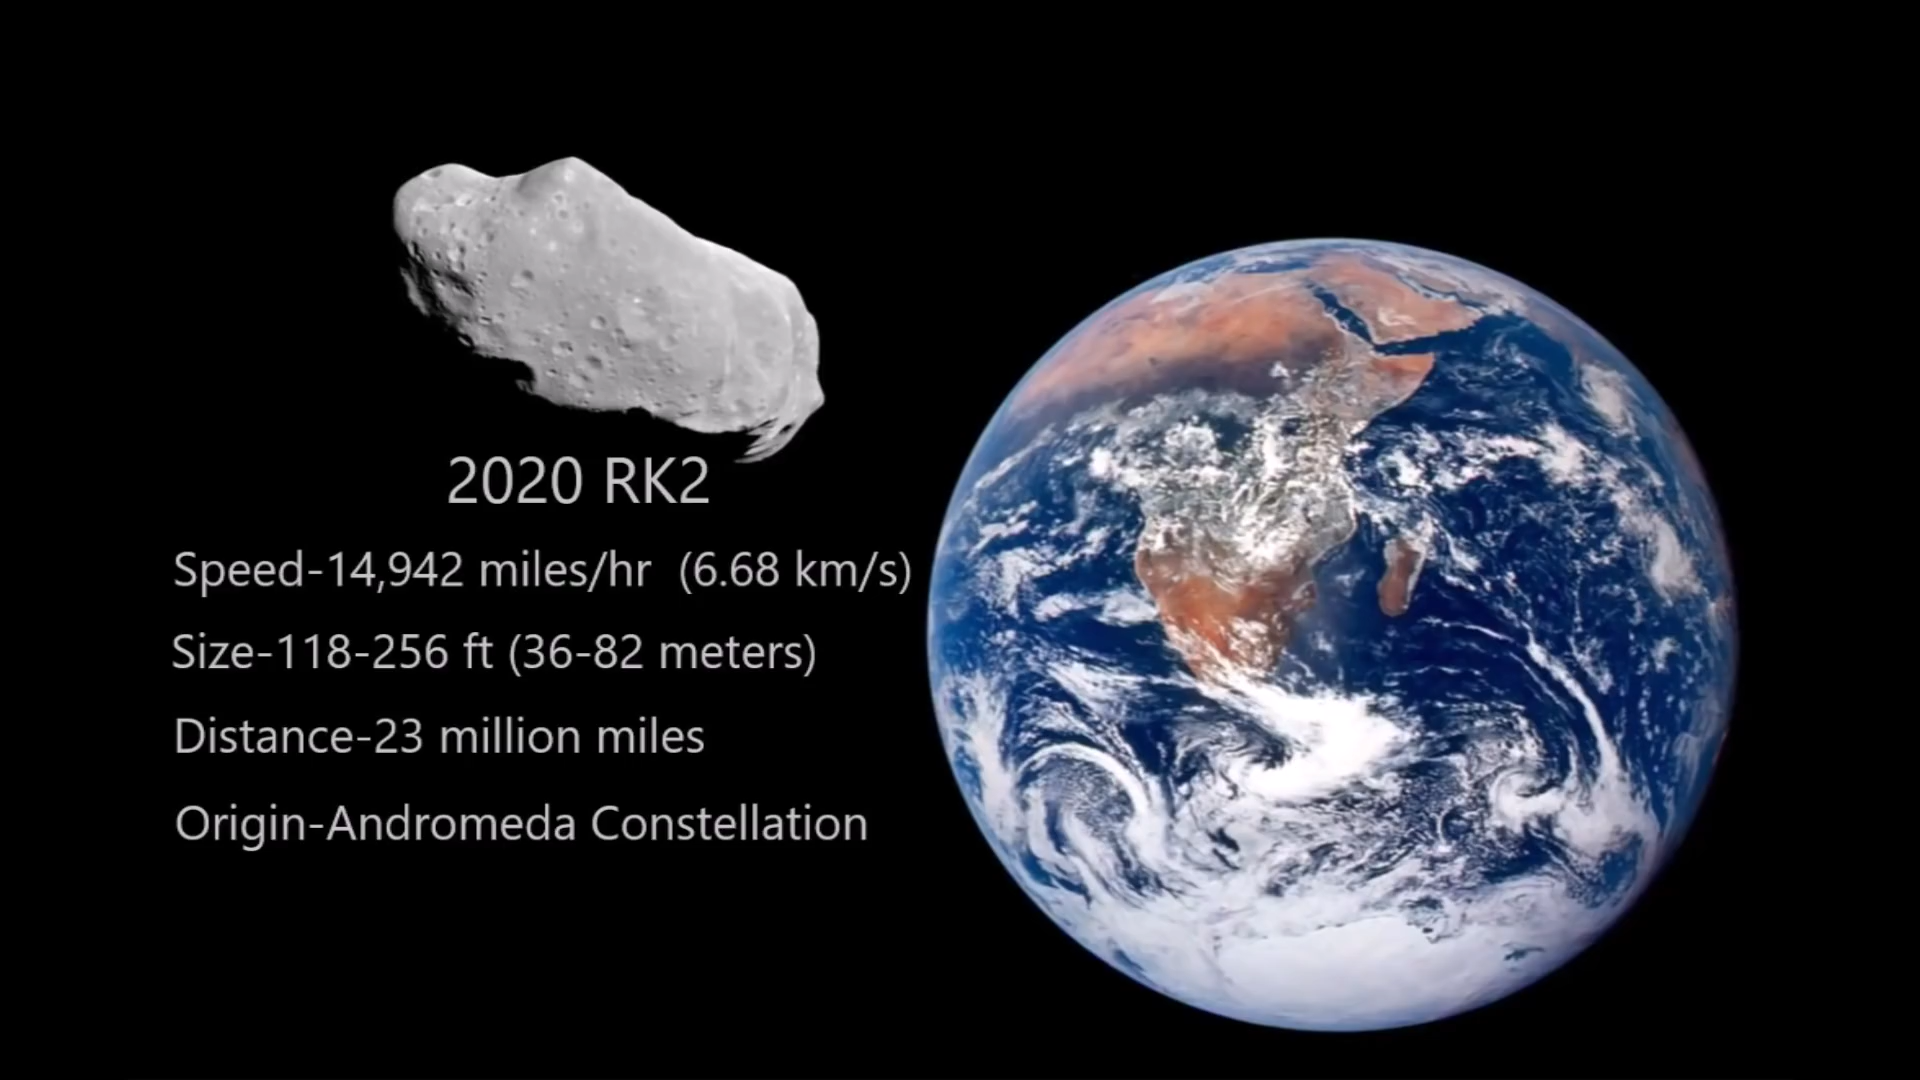 2020 RK2
Speed-14,942 miles/hr  (6.68 km/s)
Size-118-256 ft (36-82 meters)
Distance-23 million miles
Origin-Andromeda Constellation